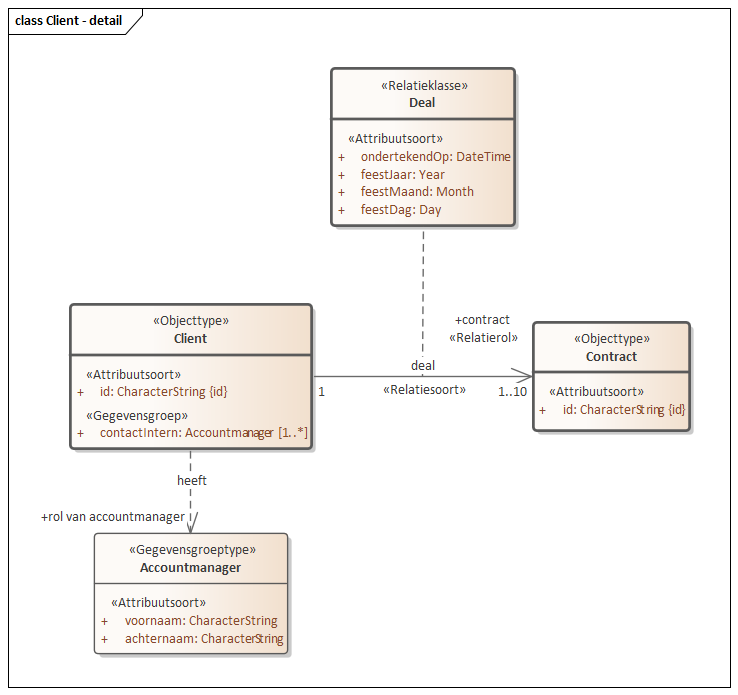 class Client - detail
«Relatieklasse»
Deal
«Attribuutsoort»
+ ondertekendOp: DateTime
+ feestJaar: Year
+ feestMaand: Month
+ feestDag: Day
«Objecttype»
Client
«Attribuutsoort»
+ id: CharacterString {id}
«Gegevensgroep»
+ contactIntern: Accountmanager [1..*]
+contract
«Relatierol»
deal
1
«Relatiesoort»
1..10
«Objecttype»
Contract
«Attribuutsoort»
+ id: CharacterString {id}
heeft
+rol van accountmanager
«Gegevensgroeptype»
Accountmanager
«Attribuutsoort»
+ voornaam: CharacterString
+ achternaam: CharacterString